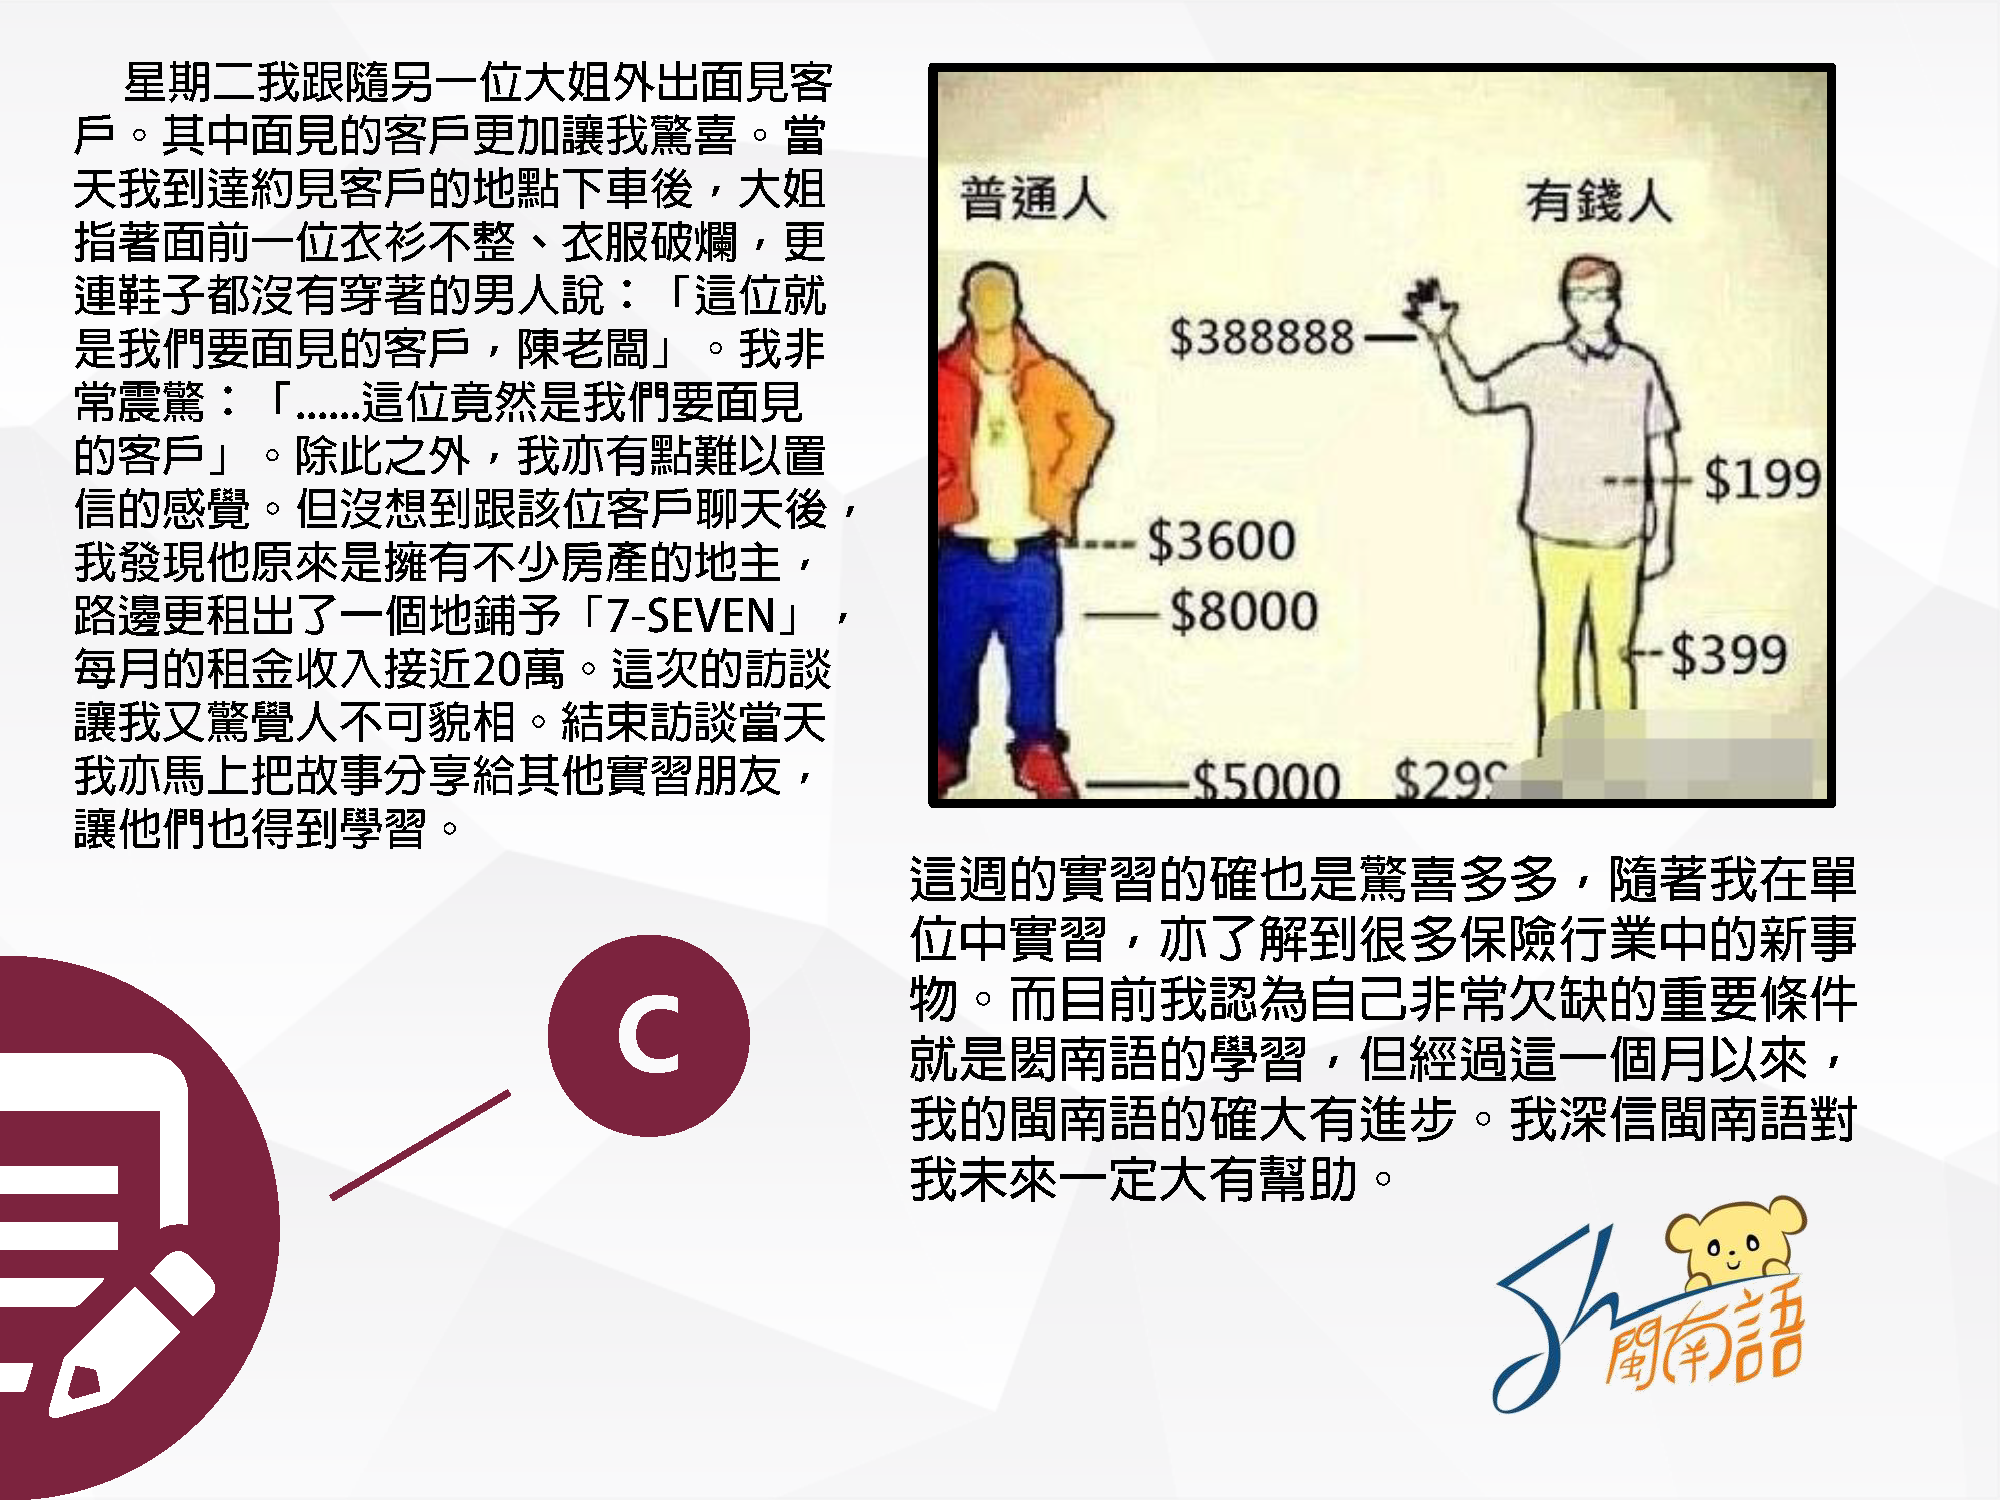 星期二我跟隨另一位大姐外出面見客
戶。其中面見的客戶更加讓我驚喜。當
天我到達約見客戶的地點下車後，大姐
指著面前一位衣衫不整、衣服破爛，更
連鞋子都沒有穿著的男人說：「這位就
是我們要面見的客戶，陳老闆」。我非
常震驚：「......這位竟然是我們要面見
的客戶」。除此之外，我亦有點難以置
信的感覺。但沒想到跟該位客戶聊天後，
我發現他原來是擁有不少房產的地主，
路邊更租出了一個地鋪予「7-SEVEN」，
每月的租金收入接近20萬。這次的訪談
讓我又驚覺人不可貌相。結束訪談當天
我亦馬上把故事分享給其他實習朋友，
讓他們也得到學習。
普通人
有錢人
$388888
$199
$3600
$8000
$399
$5000
$299
這週的實習的確也是驚喜多多，隨著我在單
位中實習，亦了解到很多保險行業中的新事
物。而目前我認為自己非常欠缺的重要條件
就是閎南語的學習，但經過這一個月以來，
我的閩南語的確大有進步。我深信閩南語對
我未來一定大有幫助。
C
Sh
閩南語